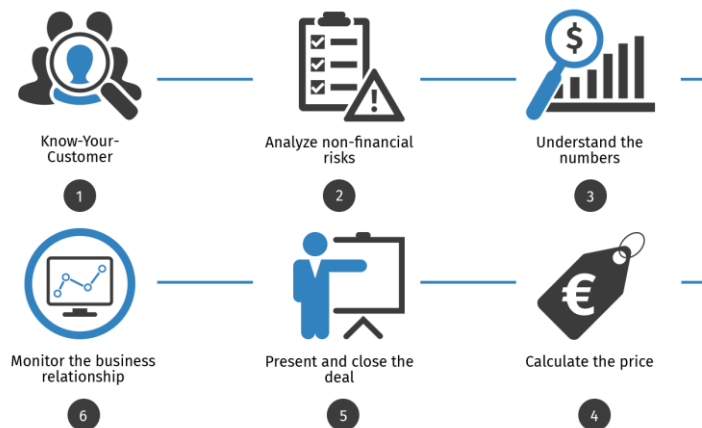 $
Know-Your-
Customer
1
Analyze non-financial
risks
2
Understand the
numbers
3
€
Monitor the business
relationship
6
Present and close the
deal
5
Calculate the price
4